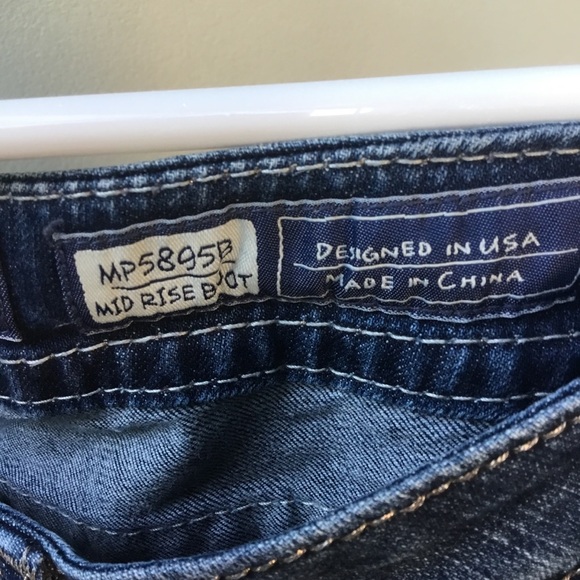 MP5895B
MID RISE BOOT
DESIGNED IN USA
MADE IN CHINA